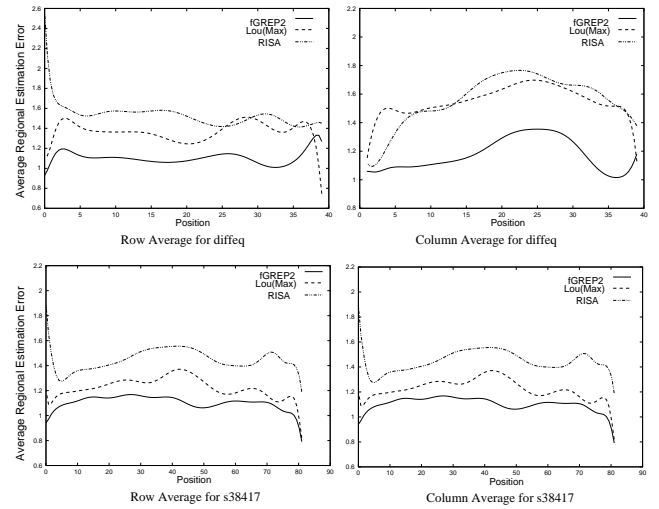 2.6
2.4
2.2
2
1.8
1.6
1.4
1.2
1
0.8
0.6
0 5 10 15 20 25 30 35 40
Average Regional Estimation Error
fGREP2
Lou(Max)
RISA
Position
Row Average for diffeq
2.2
2
1.8
1.6
1.4
1.2
1
0.8
0 5 10 15 20 25 30 35 40
fGREP2
Lou(Max)
RISA
Position
Column Average for diffeq
2.2
2
1.8
1.6
1.4
1.2
1
0.8
0.6
0 10 20 30 40 50 60 70 80 90
Average Regional Estimation Error
fGREP2
Lou(Max)
RISA
Position
Row Average for s38417
2.2
2
1.8
1.6
1.4
1.2
1
0.8
0.6
0 10 20 30 40 50 60 70 80 90
fGREP2
Lou(Max)
RISA
Position
Column Average for s38417